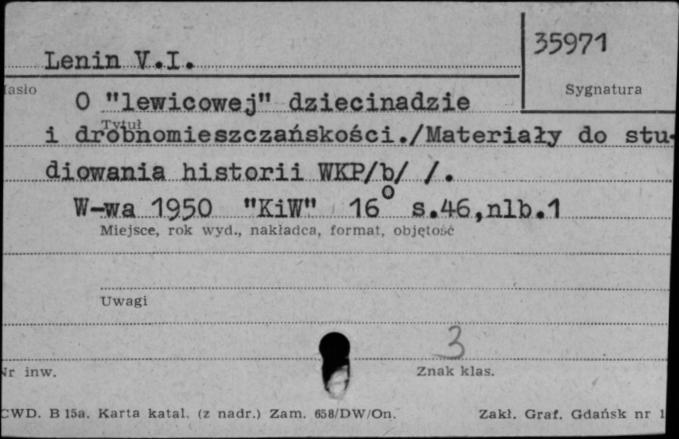 Lenin V.I.
35971
Hasło
Sygnatura
O "lewicowej" dziecinadzie
Tytuł
i drobnomieszczańskości./Materiały do stu-
diowania historii WKP/b/ /.
W-wa 1950 "KiW" 16° s.46,nlb.1
Miejsce, rok wyd., nakładca, format, objętość
Uwagi
3
Nr inw.
Znak klas.
CWD. B 15a. Karta katal. (z nadr.) Zam. 658/DW/On.
Zakł. Graf. Gdańsk nr 1